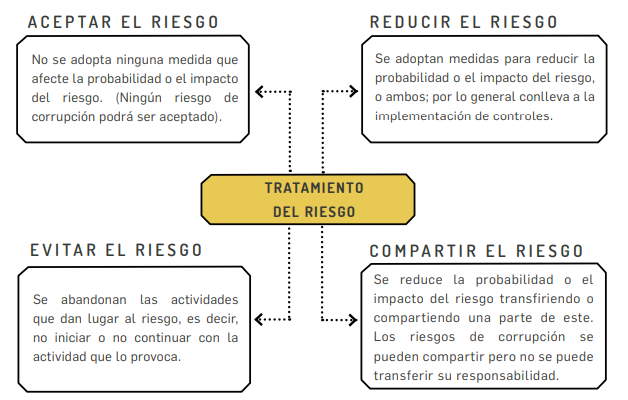 ACEPTAR EL RIESGO
No se adopta ninguna medida que
afecte la probabilidad o el impacto
del riesgo. (Ningún riesgo de
corrupción podrá ser aceptado).
REDUCIR EL RIESGO
Se adoptan medidas para reducir la
probabilidad o el impacto del riesgo,
o ambos; por lo general conlleva a la
implementación de controles.
TRATAMIENTO
DEL RIESGO
EVITAR EL RIESGO
Se abandonan las actividades
que dan lugar al riesgo, es decir,
no iniciar o no continuar con la
actividad que lo provoca.
COMPARTIR EL RIESGO
Se reduce la probabilidad o el
impacto del riesgo transfiriendo o
compartiendo una parte de este.
Los riesgos de corrupción se
pueden compartir pero no se puede
transferir su responsabilidad.